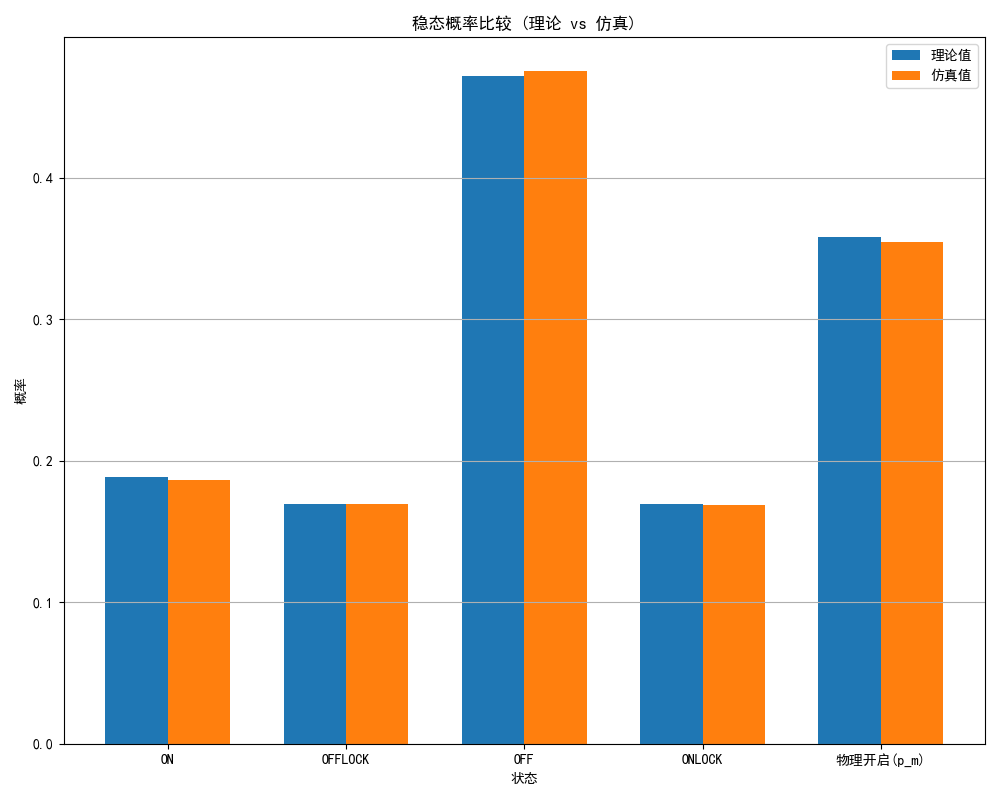 稳态概率比较 (理论 vs 仿真)
理论值
仿真值
概率
0.4
0.3
0.2
0.1
0.0
ON
OFFLOCK
OFF
ONLOCK
物理开启(p_m)
状态